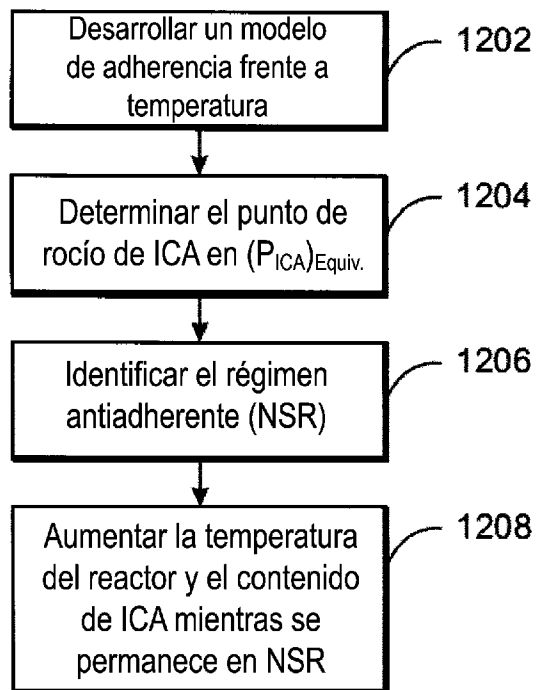 Desarrollar un modelo
de adherencia frente a
temperatura
1202
Determinar el punto de
rocío de ICA en (P_ICA)_Equiv.
1204
Identificar el régimen
antiadherente (NSR)
1206
Aumentar la temperatura
del reactor y el contenido
de ICA mientras se
permanece en NSR
1208